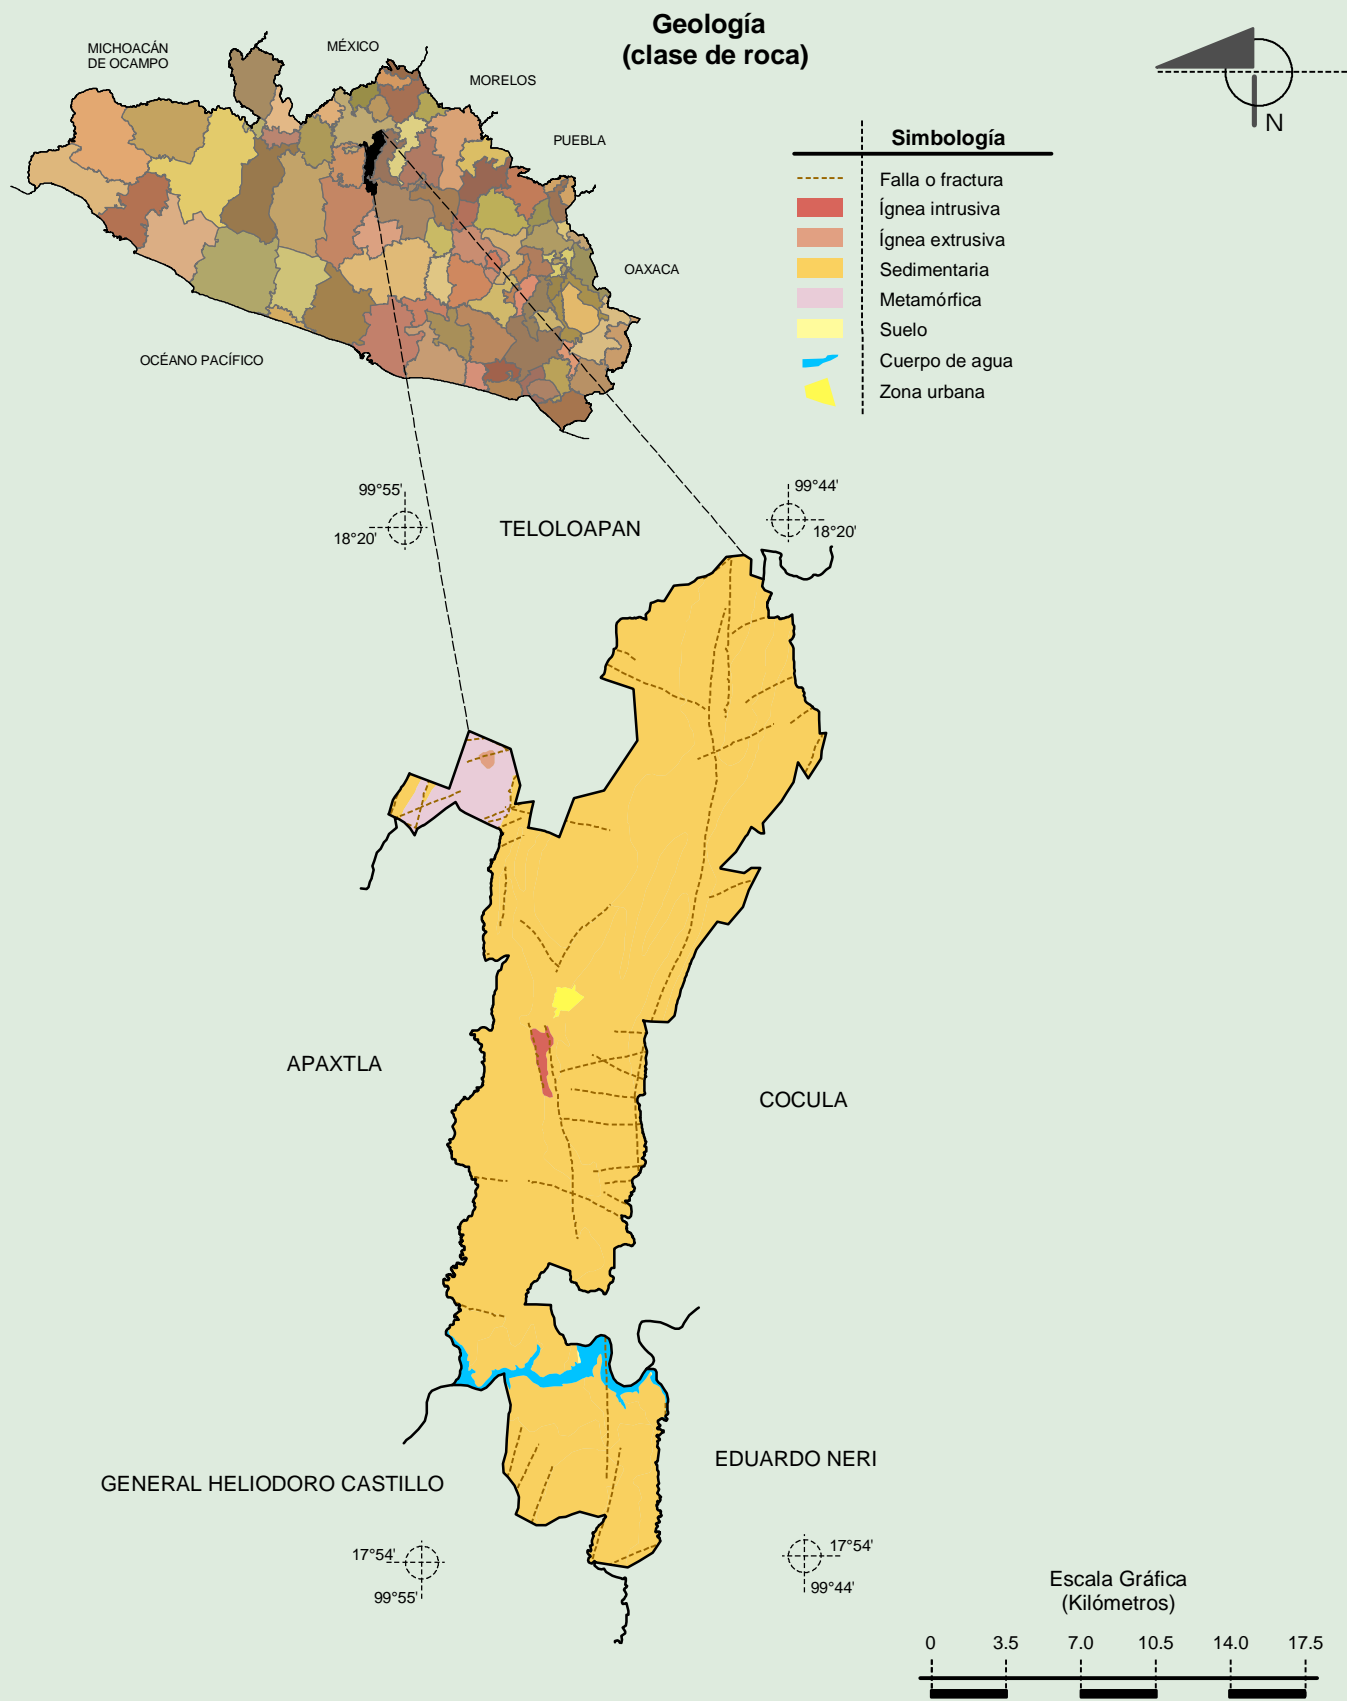 Geología
(clase de roca)
MICHOACÁN
DE OCAMPO
MÉXICO
MORELOS
PUEBLA
OAXACA
OCÉANO PACÍFICO
N
Simbología
Falla o fractura
Ígnea intrusiva
Ígnea extrusiva
Sedimentaria
Metamórfica
Suelo
Cuerpo de agua
Zona urbana
99°55'
18°20'
TELOLOAPAN
99°44'
18°20'
APAXTLA
COCULA
GENERAL HELIODORO CASTILLO
EDUARDO NERI
17°54'
99°55'
17°54'
99°44'
Escala Gráfica
(Kilómetros)
0 3.5 7.0 10.5 14.0 17.5